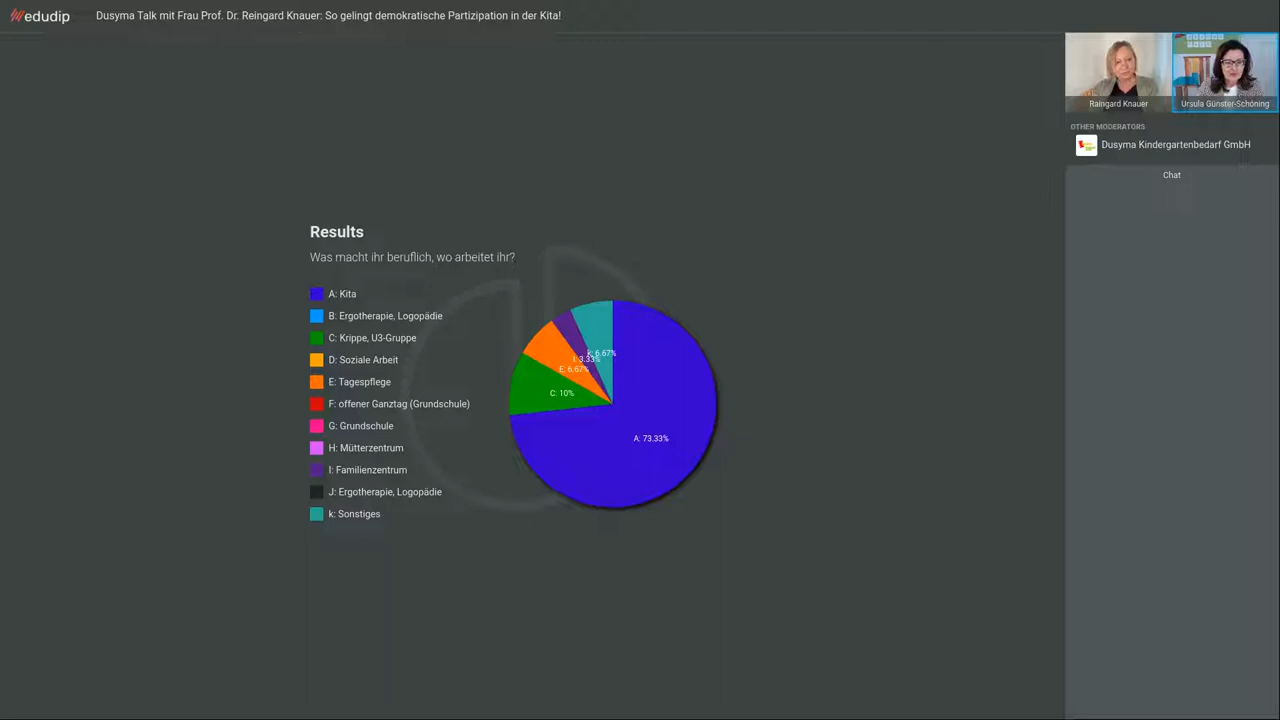 edudip
Dusyma Talk mit Frau Prof. Dr. Reingard Knauer: So gelingt demokratische Partizipation in der Kita!
Raingard Knauer
Ursula Günster-Schöning
OTHER MODERATORS
Dusyma Kindergartenbedarf GmbH
Chat
Results
Was macht ihr beruflich, wo arbeitet ihr?
A: Kita
B: Ergotherapie, Logopädie
C: Krippe, U3-Gruppe
D: Soziale Arbeit
E: Tagespflege
F: offener Ganztag (Grundschule)
G: Grundschule
H: Mütterzentrum
I: Familienzentrum
J: Ergotherapie, Logopädie
k: Sonstiges
k: 6.67%
I: 3.33%
E: 6.67%
C: 10%
A: 73.33%